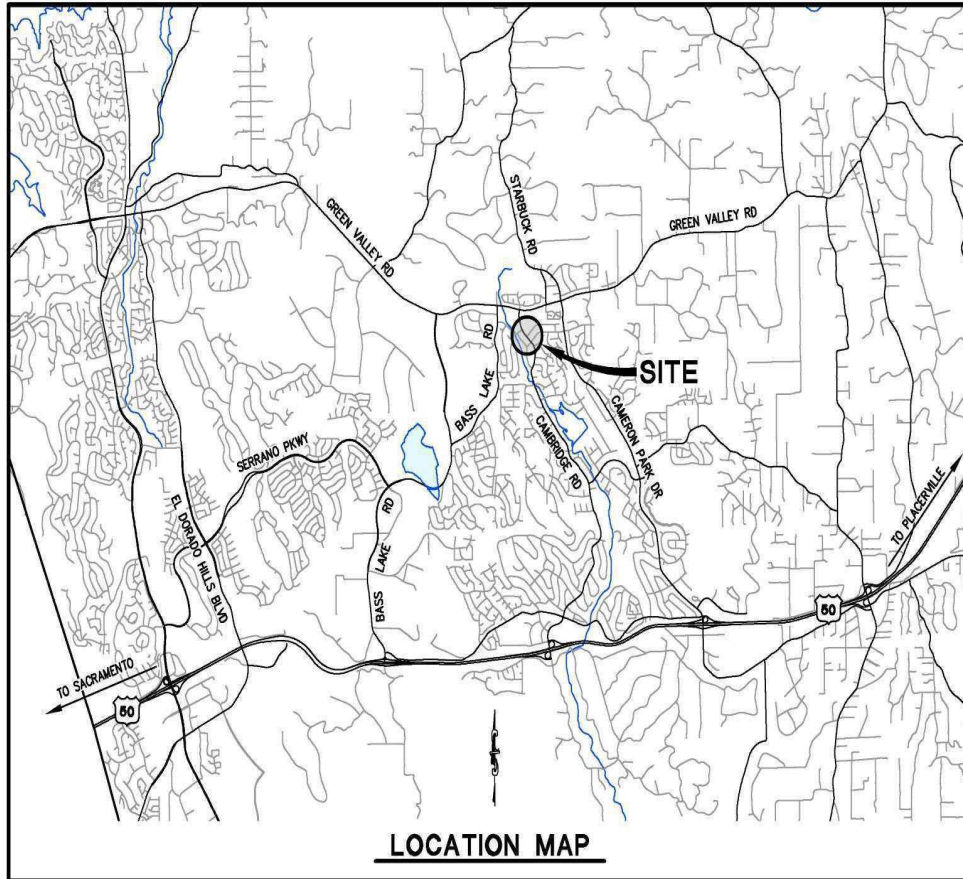 STARBUCK RD
GREEN VALLEY RD
GREEN VALLEY RD
BASS LAKE RD
SITE
CAMERON PARK DR
CAMBRIDGE RD
SERRANO PKWY
EL DORADO HILLS BLVD
BASS LAKE RD
TO PLACERVILLE
50
TO SACRAMENTO
50
LOCATION MAP